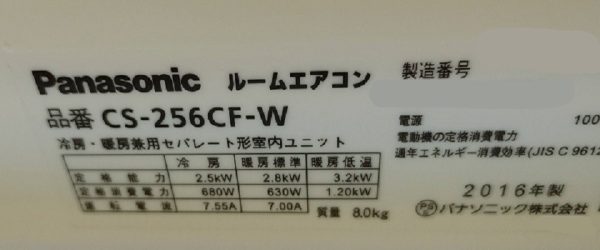 Panasonic ルームエアコン 製造番号
品番 CS-256CF-W
冷房・暖房兼用セパレート形室内ユニット
電源 100
電動機の定格消費電力
通年エネルギー消費効率(JIS C 9612
冷房 暖房標準 暖房低温
定格能力 2.5kW 2.8kW 3.2kW
定格消費電力 680W 630W 1.20kW
運転電流 7.55A 7.00A
質量 8.0kg
2016年製
PS パナソニック株式会社